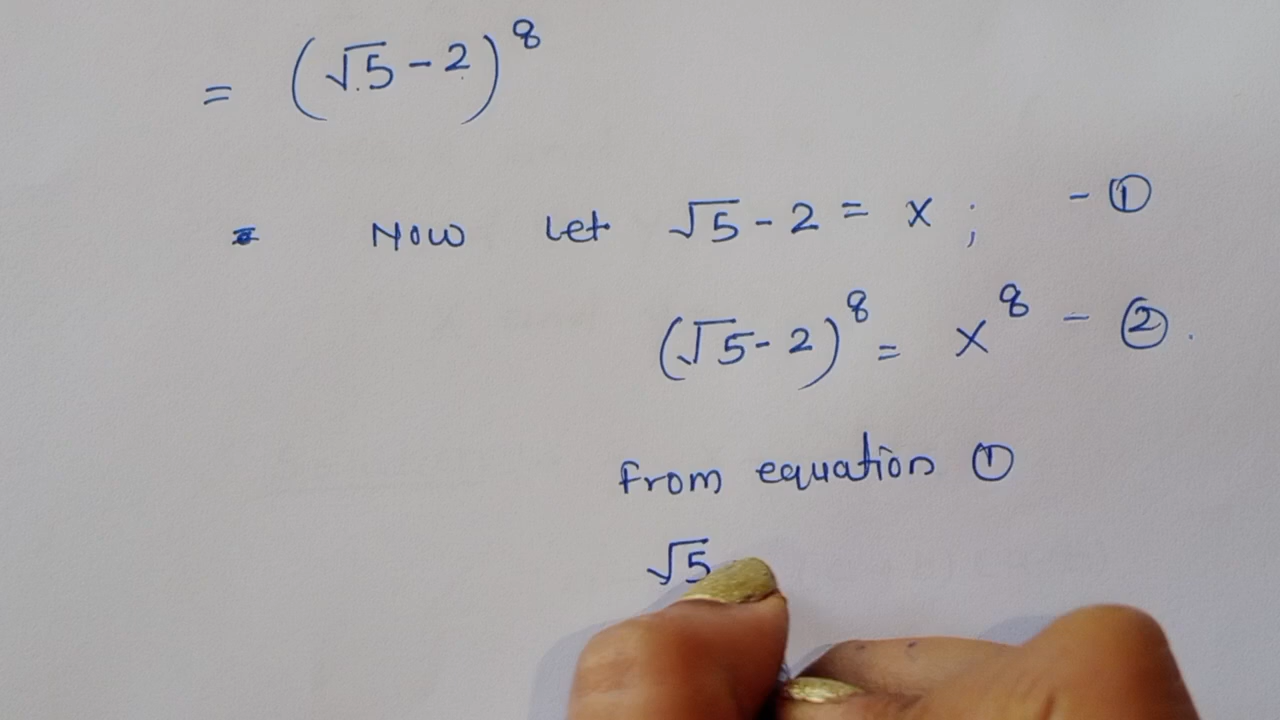 = (√5-2)^8
= Now Let √5-2 = x ; - ①
(√5-2)^8 = x^8 - ② .
from equation ①
√5